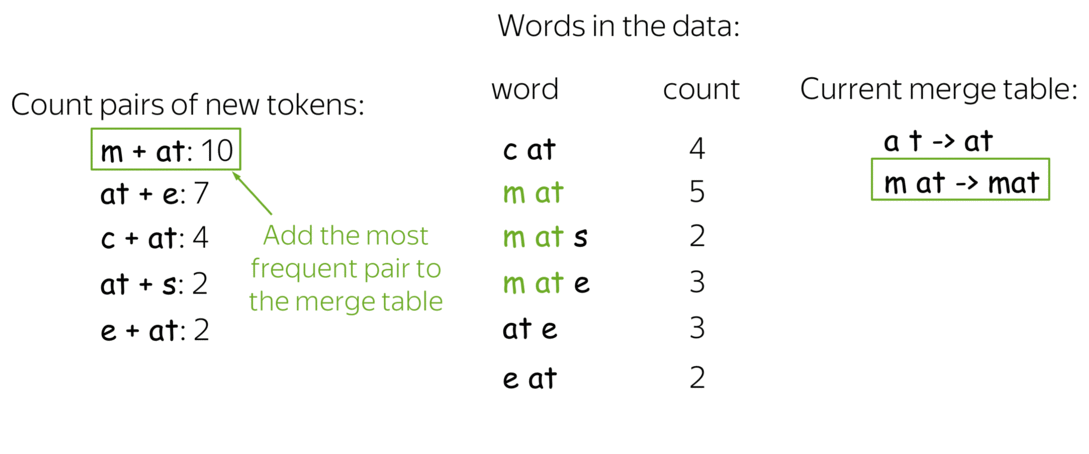 Words in the data:
Count pairs of new tokens:
m + at: 10
at + e: 7
c + at: 4
at + s: 2
e + at: 2
Add the most
frequent pair to
the merge table
word count
c at 4
m at 5
m at s 2
m at e 3
at e 3
e at 2
Current merge table:
a t -> at
m at -> mat